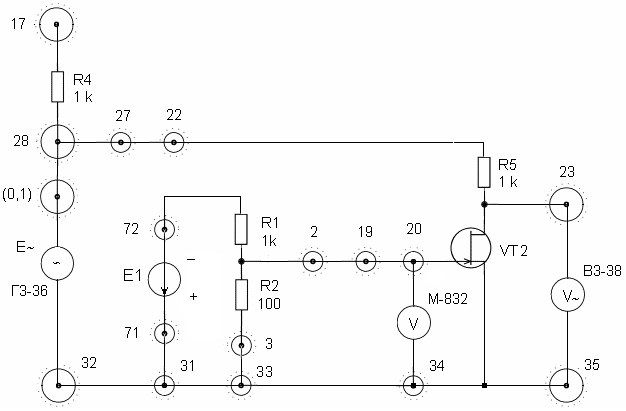 17
R4
1 k
27
22
28
R5
1 k
23
(0,1)
72
R1
1k
2
19
20
E~
~
Г3-36
E1
−
+
VT2
R2
100
М-832
V
В3-38
V~
71
3
32
31
33
34
35